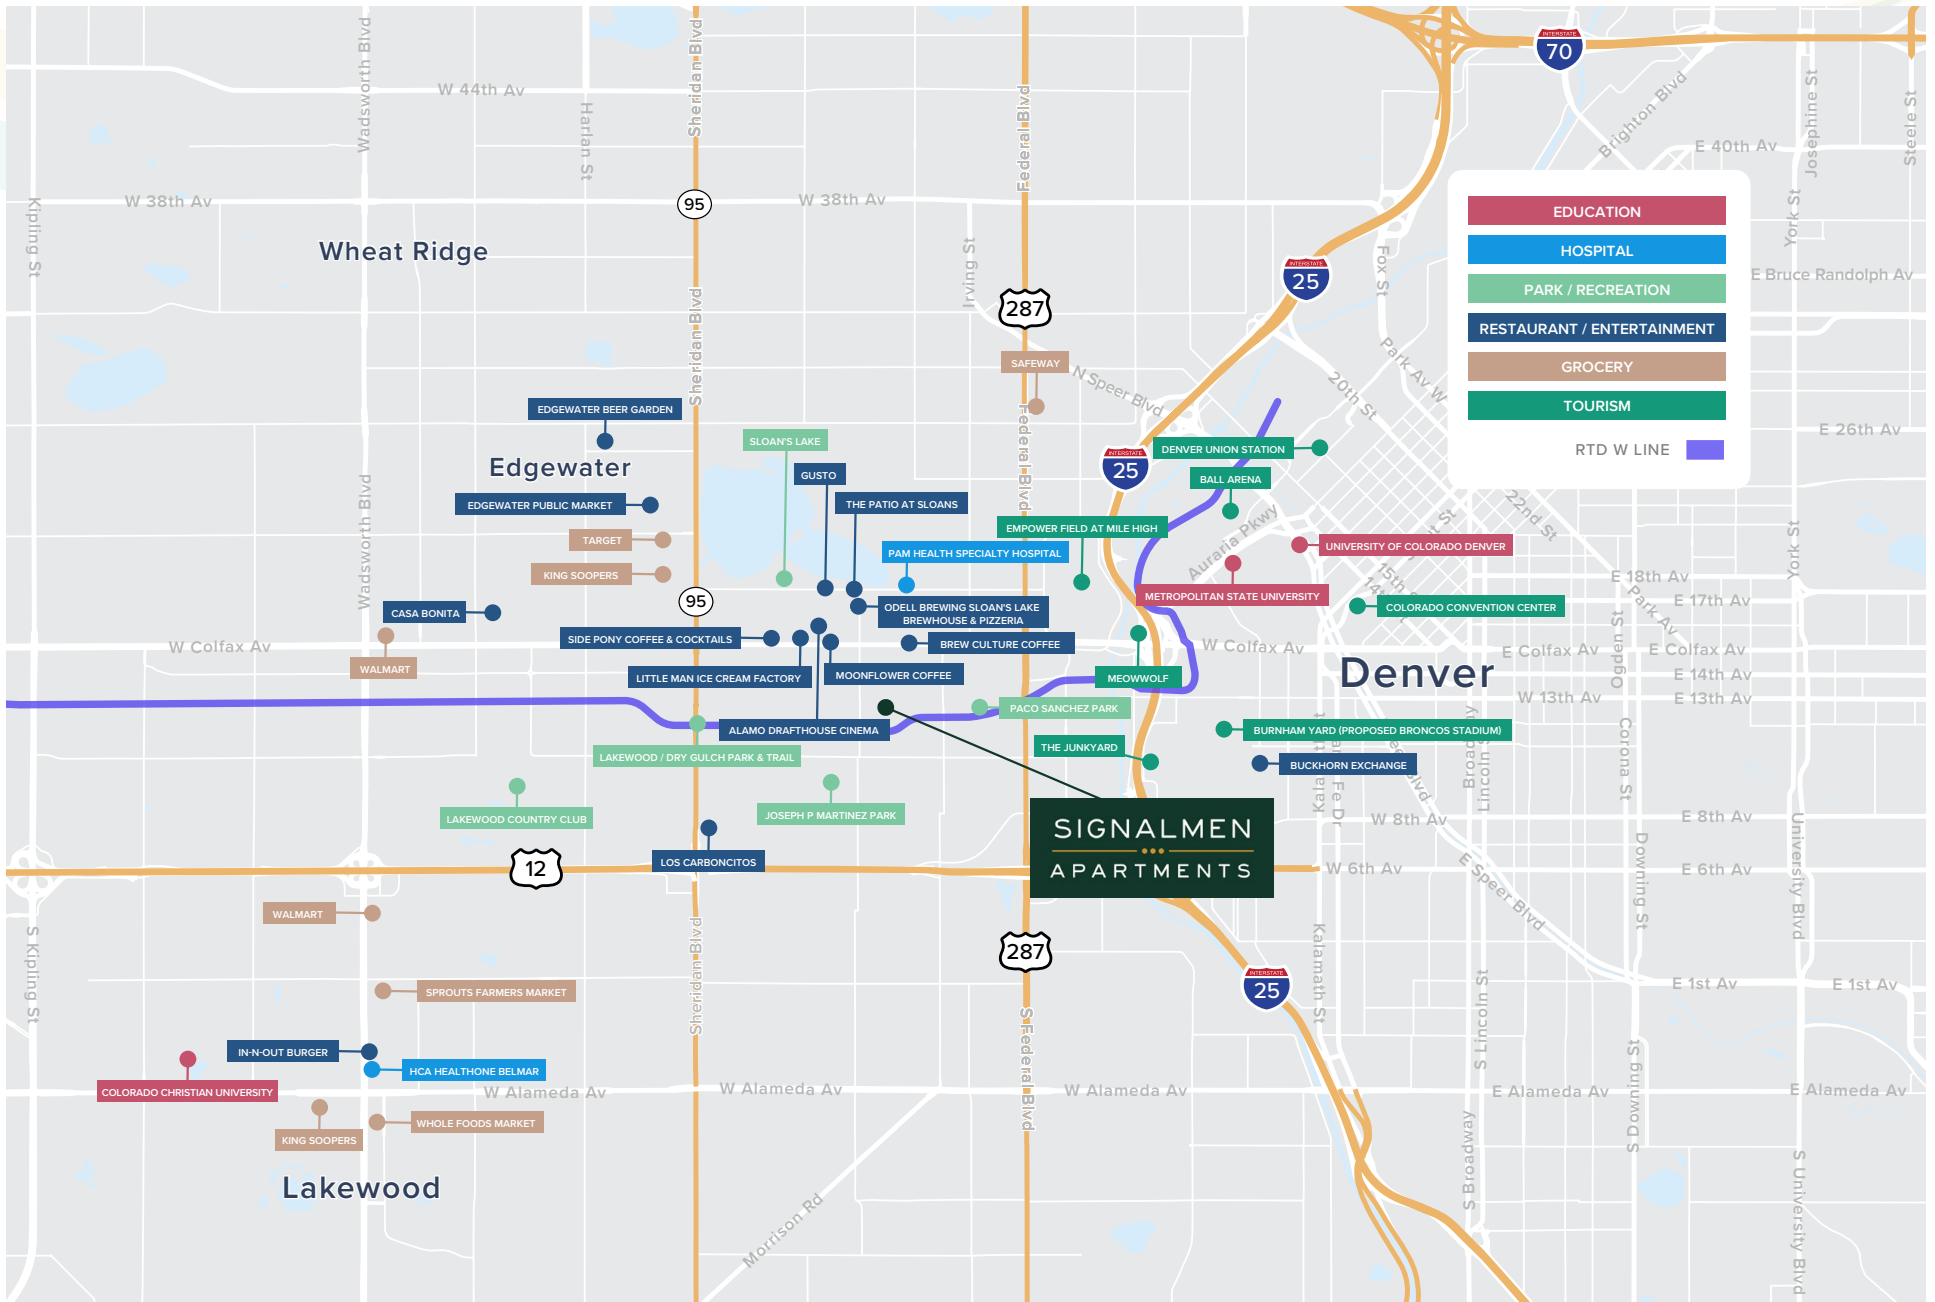 INTERSTATE
70
W 44th Av
Wadsworth Blvd
Harlan St
Sheridan Blvd
Federal Blvd
Brighton Blvd
Josephine St
Steele St
E 40th Av
W 38th Av
95
W 38th Av
Kipling St
Wheat Ridge
Irving St
INTERSTATE
25
Fox St
York St
E Bruce Randolph Av
EDUCATION
HOSPITAL
PARK / RECREATION
RESTAURANT / ENTERTAINMENT
GROCERY
TOURISM
RTD W LINE
287
Sheridan Blvd
SAFEWAY
N Speer Blvd
20th St
Park Av W
EDGEWATER BEER GARDEN
SLOAN'S LAKE
Federal Blvd
E 26th Av
Edgewater
GUSTO
INTERSTATE
25
DENVER UNION STATION
BALL ARENA
EDGEWATER PUBLIC MARKET
THE PATIO AT SLOANS
22nd St
TARGET
EMPOWER FIELD AT MILE HIGH
Auraria Pkwy
PAM HEALTH SPECIALTY HOSPITAL
UNIVERSITY OF COLORADO DENVER
Wadsworth Blvd
KING SOOPERS
15th St
York St
E 18th Av
METROPOLITAN STATE UNIVERSITY
95
CASA BONITA
ODELL BREWING SLOAN'S LAKE
BREWHOUSE & PIZZERIA
COLORADO CONVENTION CENTER
E 17th Av
Park Av
W Colfax Av
SIDE PONY COFFEE & COCKTAILS
BREW CULTURE COFFEE
W Colfax Av
E Colfax Av
E Colfax Av
Ogden St
WALMART
LITTLE MAN ICE CREAM FACTORY
MOONFLOWER COFFEE
MEOWWOLF
Denver
E 14th Av
W 13th Av
E 13th Av
PACO SANCHEZ PARK
ALAMO DRAFTHOUSE CINEMA
BURNHAM YARD (PROPOSED BRONCOS STADIUM)
LAKEWOOD / DRY GULCH PARK & TRAIL
THE JUNKYARD
BUCKHORN EXCHANGE
Lincoln St
Corona St
LAKEWOOD COUNTRY CLUB
JOSEPH P MARTINEZ PARK
SIGNALMEN
APARTMENTS
W 8th Av
E 8th Av
12
LOS CARBONCITOS
W 6th Av
E 6th Av
E Speer Blvd
Downing St
University Blvd
WALMART
S Kipling St
Sheridan Blvd
287
Kalamath St
INTERSTATE
25
SPROUTS FARMERS MARKET
E 1st Av
E 1st Av
S Federal Blvd
S Lincoln St
IN-N-OUT BURGER
HCA HEALTHONE BELMAR
COLORADO CHRISTIAN UNIVERSITY
W Alameda Av
W Alameda Av
W Alameda Av
E Alameda Av
E Alameda Av
S Downing St
KING SOOPERS
WHOLE FOODS MARKET
Lakewood
Morrison Rd
S Broadway
S University Blvd